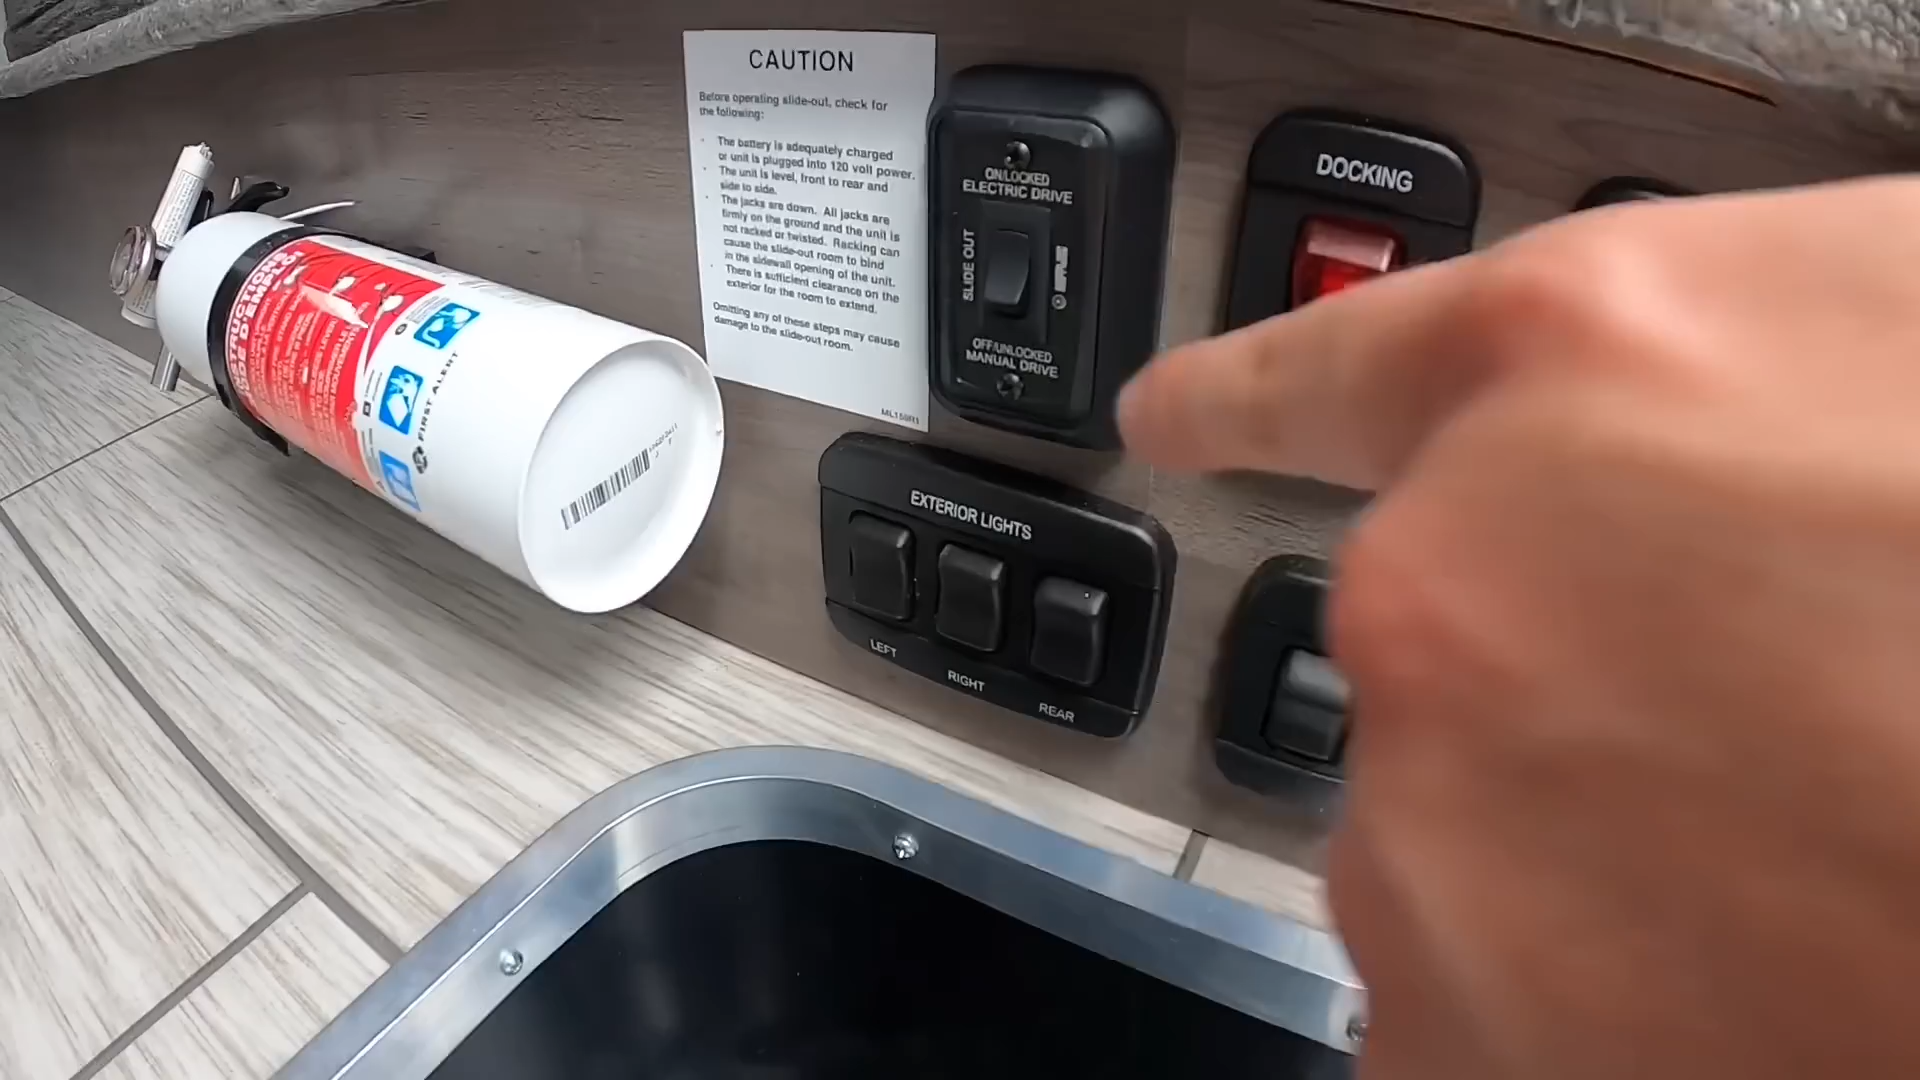 CAUTION
Before operating slide-out, check for
the following:
· The battery is adequately charged
or unit is plugged into 120 volt power.
· The unit is level, front to rear and
side to side.
· The jacks are down. All jacks are
firmly on the ground and the unit is
not racked or twisted. Racking can
cause the slide-out room to bind
in the sidewall opening of the unit.
· There is sufficient clearance on the
exterior for the room to extend.
Omitting any of these steps may cause
damage to the slide-out room.
ON/LOCKED
ELECTRIC DRIVE
SLIDE OUT
OFF/UNLOCKED
MANUAL DRIVE
DOCKING
EXTERIOR LIGHTS
LEFT
RIGHT
REAR
FIRST ALERT